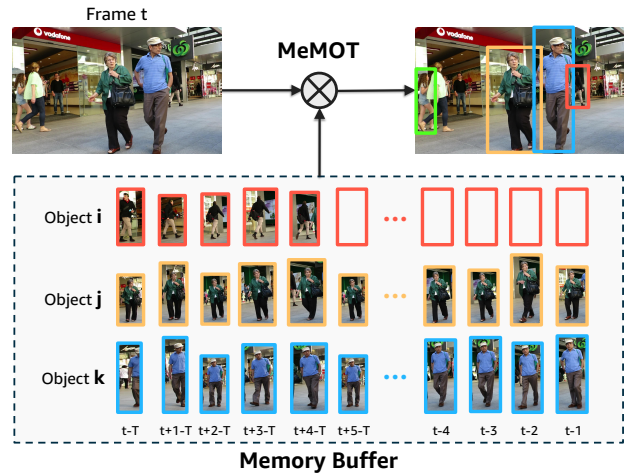 Frame t
vodafone
MeMOT
vodafone
Object i
Object j
Object k
t-T
t+1-T
t+2-T
t+3-T
t+4-T
t+5-T
t-4
t-3
t-2
t-1
Memory Buffer